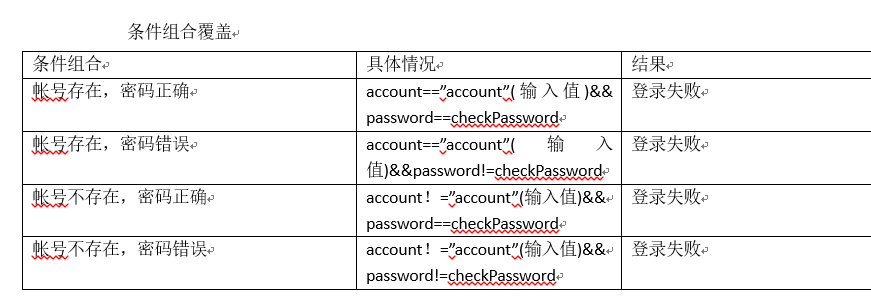 条件组合覆盖
条件组合 具体情况 结果
帐号存在，密码正确 account==”account”(输入值)&& 登录失败
password==checkPassword
帐号存在，密码错误 account==”account”( 输 入 登录失败
值)&&password!=checkPassword
帐号不存在，密码正确 account！=”account”(输入值)&& 登录失败
password==checkPassword
帐号不存在，密码错误 account！=”account”(输入值)&& 登录失败
password!=checkPassword